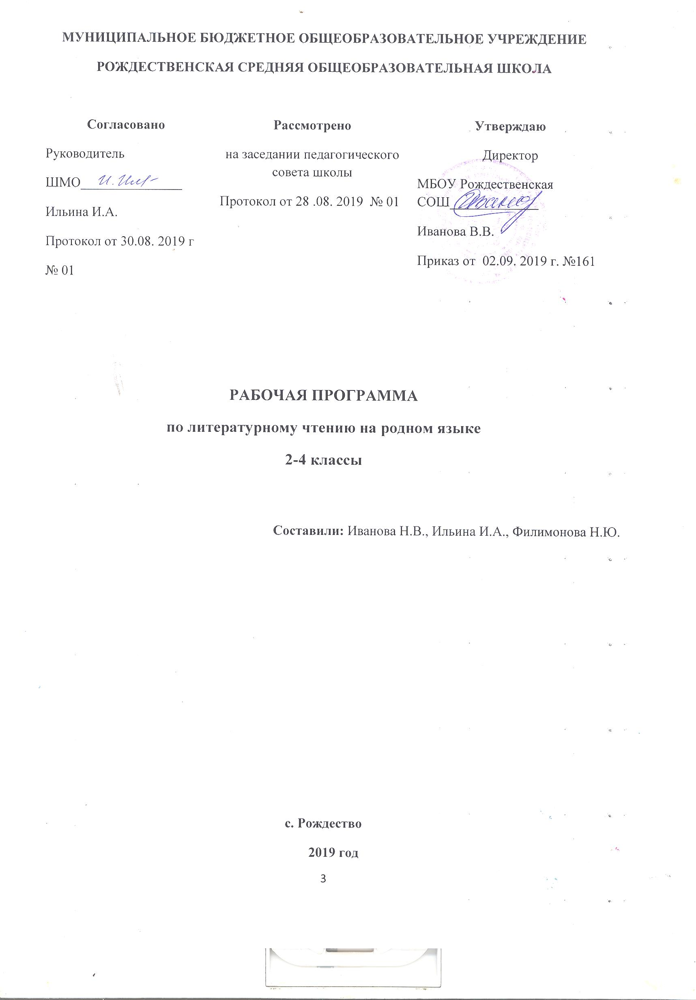 МУНИЦИПАЛЬНОЕ БЮДЖЕТНОЕ ОБЩЕОБРАЗОВАТЕЛЬНОЕ УЧРЕЖДЕНИЕ
РОЖДЕСТВЕНСКАЯ СРЕДНЯЯ ОБЩЕОБРАЗОВАТЕЛЬНАЯ ШКОЛА
Согласовано
Руководитель
ШМО
Ильина И.А.
Протокол от 30.08. 2019 г
№ 01
Рассмотрено
на заседании педагогического
совета школы
Протокол от 28 .08. 2019 № 01
Утверждаю
Директор
МБОУ Рождественская
СОШ
Иванова В.В.
Приказ от 02.09. 2019 г. №161
РАБОЧАЯ ПРОГРАММА
по литературному чтению на родном языке
2-4 классы
Составили: Иванова Н.В., Ильина И.А., Филимонова Н.Ю.
с. Рождество
2019 год
3